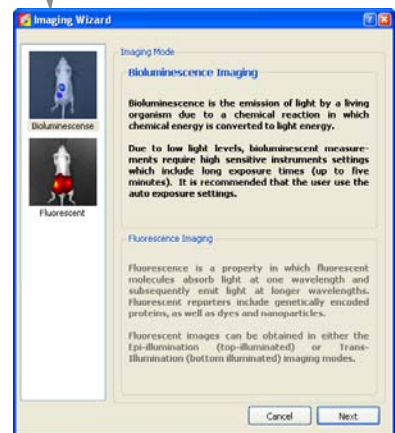 Imaging Wizard
Bioluminescense
Fluorescent
Imaging Mode
Bioluminescence Imaging
Bioluminescence is the emission of light by a living
organism due to a chemical reaction in which
chemical energy is converted to light energy.
Due to low light levels, bioluminescent measure-
ments require high sensitive instruments settings
which include long exposure times (up to five
minutes). It is recommended that the user use the
auto exposure settings.
Fluorescence Imaging
Fluorescence is a property in which fluorescent
molecules absorb light at one wavelength and
subsequently emit light at longer wavelengths.
Fluorescent reporters include genetically encoded
proteins, as well as dyes and nanoparticles.
Fluorescent images can be obtained in either the
Epi-illumination (top-illuminated) or Trans-
Illumination (bottom illuminated) imaging modes.
Cancel
Next